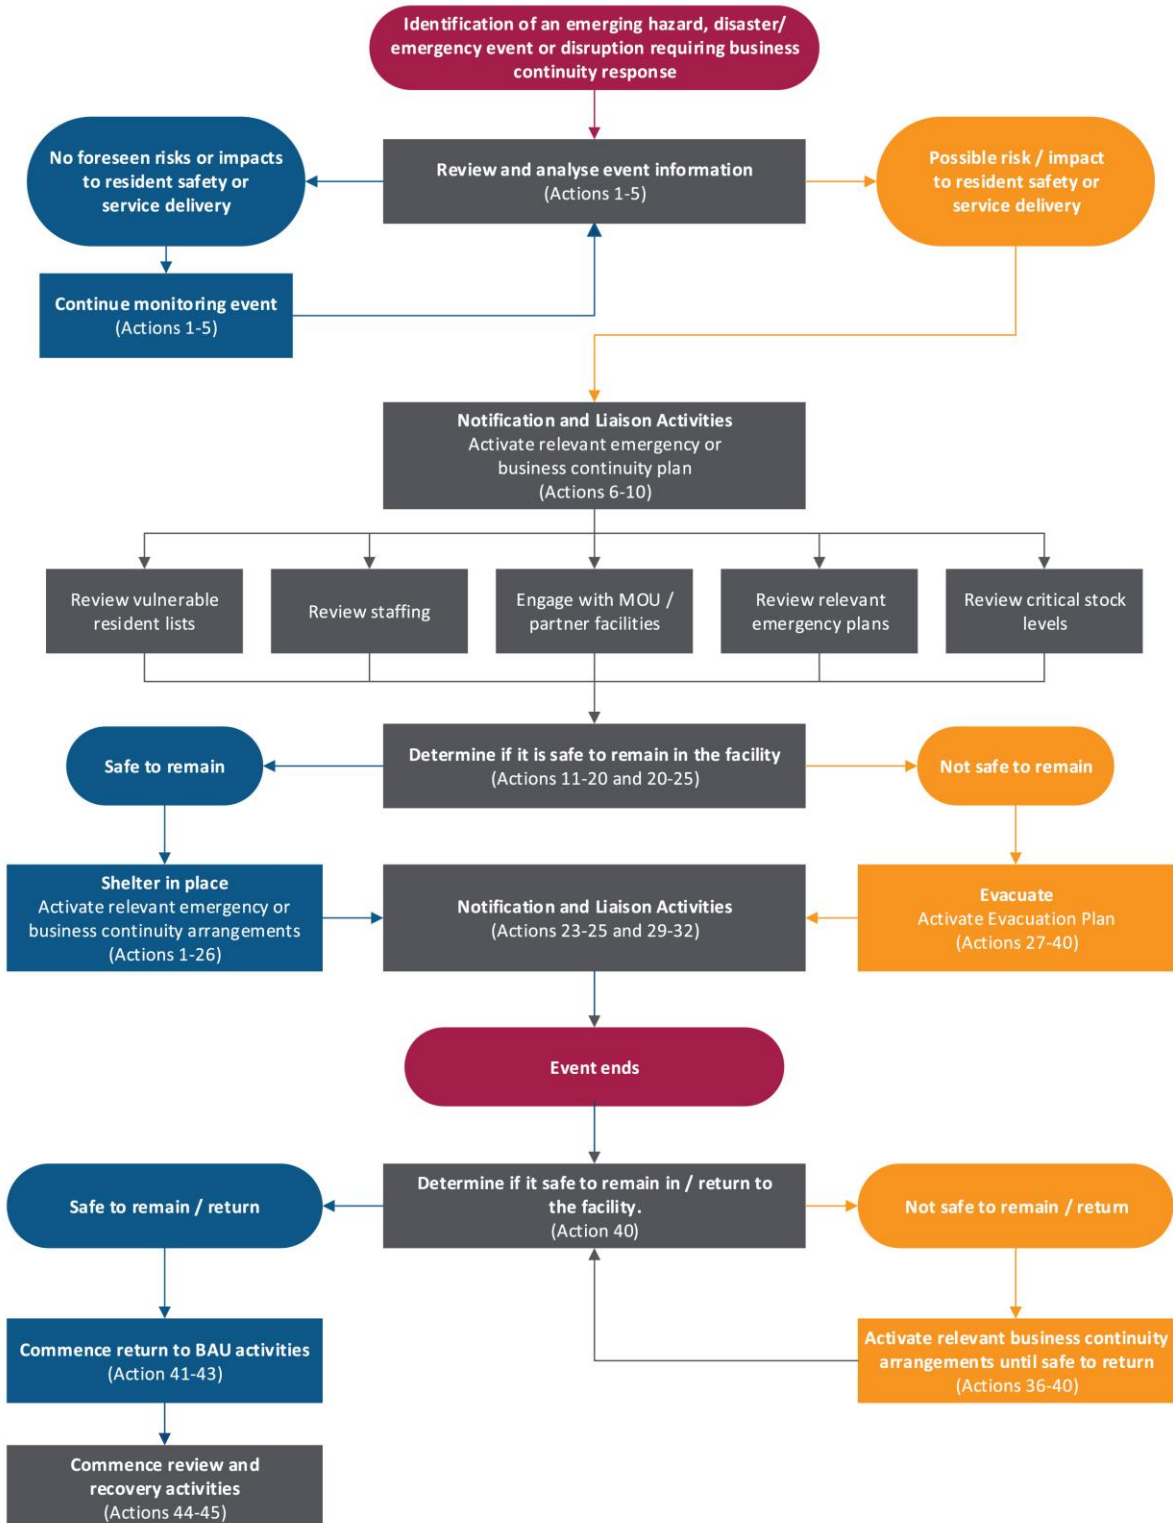 Identification of an emerging hazard, disaster/
emergency event or disruption requiring business
continuity response
No foreseen risks or impacts
to resident safety or
service delivery
Review and analyse event information
(Actions 1-5)
Possible risk / impact
to resident safety or
service delivery
Continue monitoring event
(Actions 1-5)
Notification and Liaison Activities
Activate relevant emergency or
business continuity plan
(Actions 6-10)
Review vulnerable
resident lists
Review staffing
Engage with MOU /
partner facilities
Review relevant
emergency plans
Review critical stock
levels
Safe to remain
Determine if it is safe to remain in the facility
(Actions 11-20 and 20-25)
Not safe to remain
Shelter in place
Activate relevant emergency or
business continuity arrangements
(Actions 1-26)
Notification and Liaison Activities
(Actions 23-25 and 29-32)
Evacuate
Activate Evacuation Plan
(Actions 27-40)
Event ends
Safe to remain / return
Determine if it safe to remain in / return to
the facility.
(Action 40)
Not safe to remain / return
Commence return to BAU activities
(Action 41-43)
Activate relevant business continuity
arrangements until safe to return
(Actions 36-40)
Commence review and
recovery activities
(Actions 44-45)